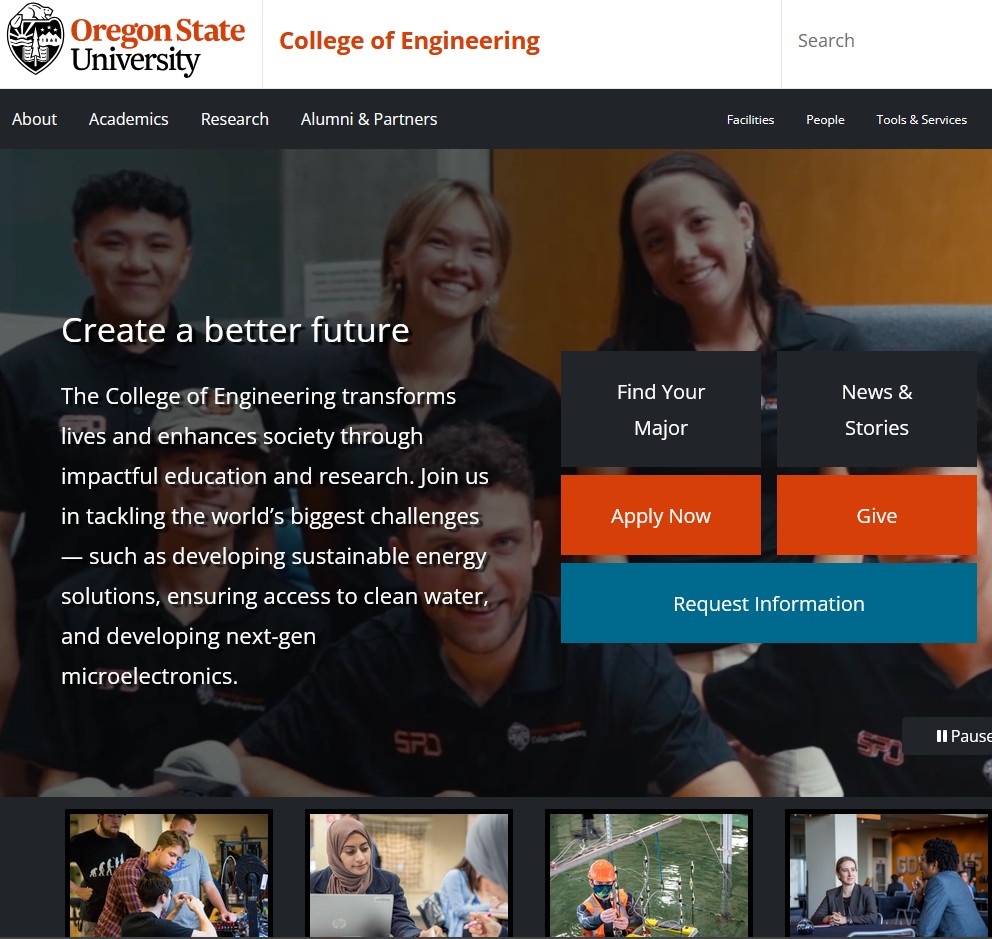 Oregon State
University
College of Engineering
Search
About
Academics
Research
Alumni & Partners
Facilities
People
Tools & Services
Create a better future
The College of Engineering transforms
lives and enhances society through
impactful education and research. Join us
in tackling the world’s biggest challenges
— such as developing sustainable energy
solutions, ensuring access to clean water,
and developing next-gen
microelectronics.
Find Your
Major
News &
Stories
Apply Now
Give
Request Information
SPD
SPD
Pause